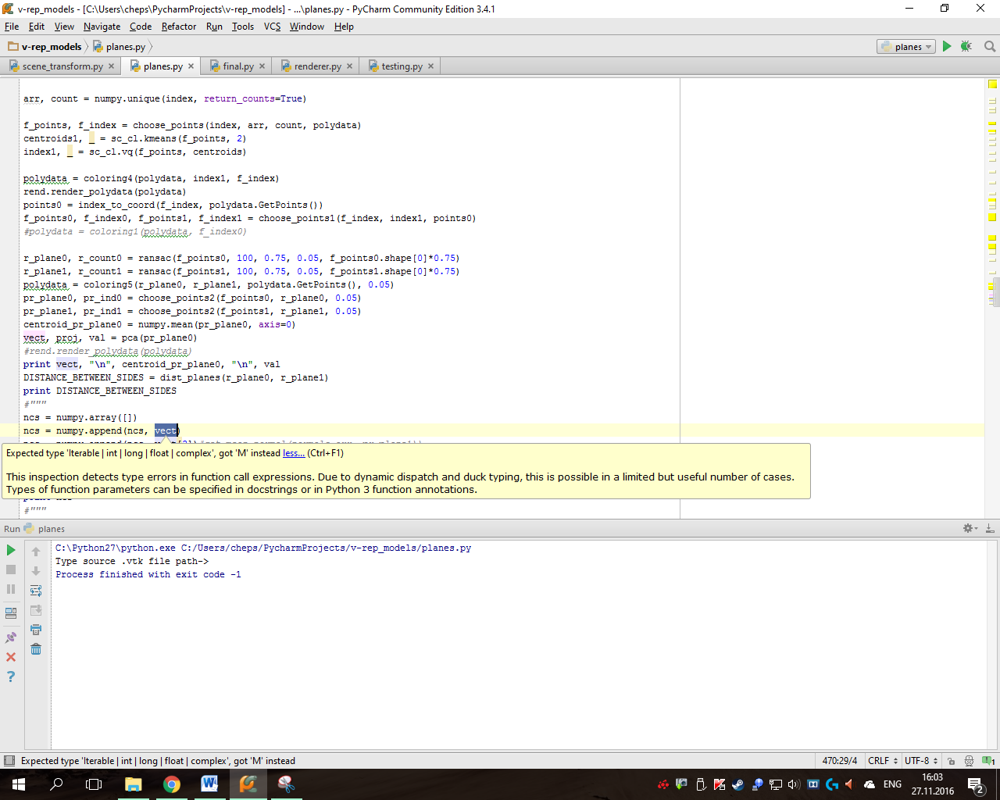 v-rep_models - [C:\Users\cheps\PycharmProjects\v-rep_models] - ...\planes.py - PyCharm Community Edition 3.4.1
File Edit View Navigate Code Refactor Run Tools VCS Window Help
v-rep_models planes.py planes
scene_transform.py planes.py final.py renderer.py testing.py
arr, count = numpy.unique(index, return_counts=True)
f_points, f_index = choose_points(index, arr, count, polydata)
centroids1, _ = sc_cl.kmeans(f_points, 2)
index1, _ = sc_cl.vq(f_points, centroids)
polydata = coloring4(polydata, index1, f_index)
rend.render_polydata(polydata)
points0 = index_to_coord(f_index, polydata.GetPoints())
f_points0, f_index0, f_points1, f_index1 = choose_points1(f_index, index1, points0)
#polydata = coloring1(polydata, f_index0)
r_plane0, r_count0 = ransac(f_points0, 100, 0.75, 0.05, f_points0.shape[0]*0.75)
r_plane1, r_count1 = ransac(f_points1, 100, 0.75, 0.05, f_points1.shape[0]*0.75)
polydata = coloring5(r_plane0, r_plane1, polydata.GetPoints(), 0.05)
pr_plane0, pr_ind0 = choose_points2(f_points0, r_plane0, 0.05)
pr_plane1, pr_ind1 = choose_points2(f_points1, r_plane1, 0.05)
centroid_pr_plane0 = numpy.mean(pr_plane0, axis=0)
vect, proj, val = pca(pr_plane0)
#rend.render_polydata(polydata)
print vect, "\n", centroid_pr_plane0, "\n", val
DISTANCE_BETWEEN_SIDES = dist_planes(r_plane0, r_plane1)
print DISTANCE_BETWEEN_SIDES
#"""
ncs = numpy.array([])
ncs = numpy.append(ncs, vect)
Expected type 'Iterable | int | long | float | complex', got 'M' instead less... (Ctrl+F1)
This inspection detects type errors in function call expressions. Due to dynamic dispatch and duck typing, this is possible in a limited but useful number of cases.
Types of function parameters can be specified in docstrings or in Python 3 function annotations.
#"""
Run planes
C:\Python27\python.exe C:/Users/cheps/PycharmProjects/v-rep_models/planes.py
Type source .vtk file path->
Process finished with exit code -1
Expected type 'Iterable | int | long | float | complex', got 'M' instead 470:29/4 CRLF UTF-8 1
ENG 16:03
27.11.2016 2